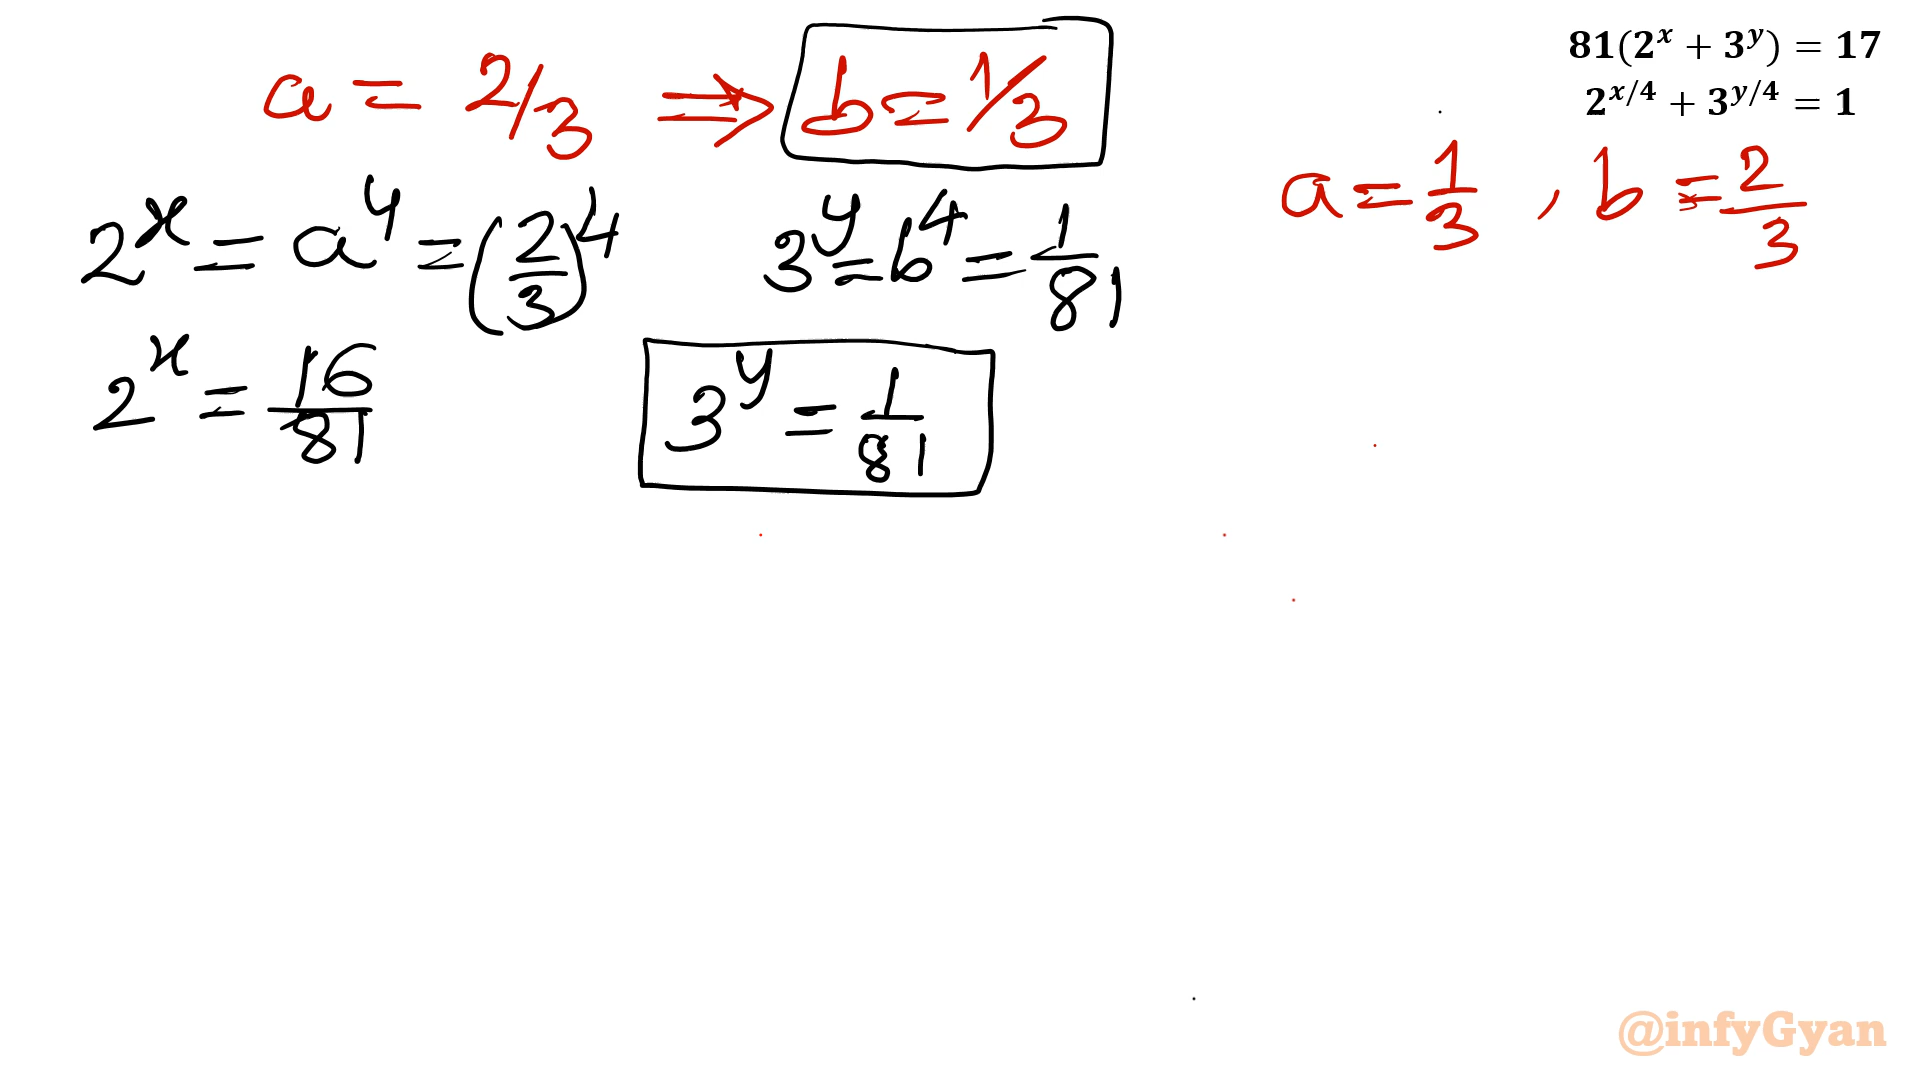 81(2^x + 3^y) = 17
2^{x/4} + 3^{y/4} = 1
a = 2/3 ⇒ b = 1/3
a = 1/3 , b = 2/3
2^x = a^4 = (2/3)^4 3^y = b^4 = 1/81
2^x = 16/81 3^y = 1/81
@infyGyan